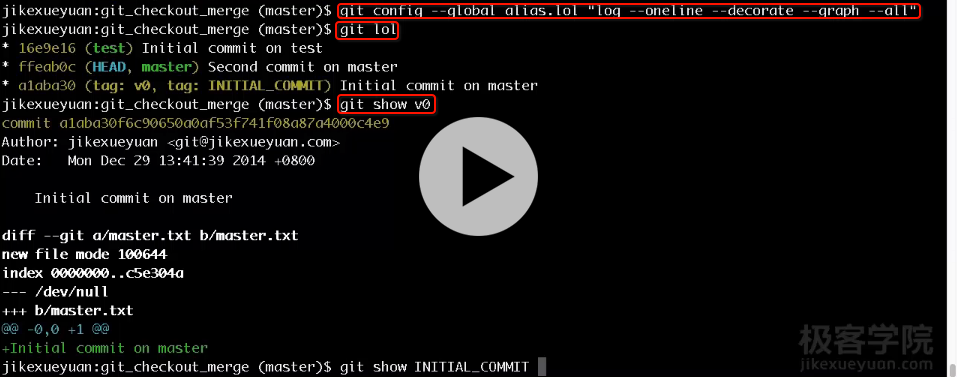 jikexueyuan:git_checkout_merge (master)$ git config --global alias.lol "log --oneline --decorate --graph --all"
jikexueyuan:git_checkout_merge (master)$ git lol
* 16e9e16 (test) Initial commit on test
* ffeab0c (HEAD, master) Second commit on master
* a1aba30 (tag: v0, tag: INITIAL_COMMIT) Initial commit on master
jikexueyuan:git_checkout_merge (master)$ git show v0
commit a1aba30f6c90650a0af53f741f08a87a4000c4e9
Author: jikexueyuan <git@jikexueyuan.com>
Date:   Mon Dec 29 13:41:39 2014 +0800
    Initial commit on master
diff --git a/master.txt b/master.txt
new file mode 100644
index 0000000..c5e304a
--- /dev/null
+++ b/master.txt
@@ -0,0 +1 @@
+Initial commit on master
jikexueyuan:git_checkout_merge (master)$ git show INITIAL_COMMIT
极客学院
jikexueyuan.com